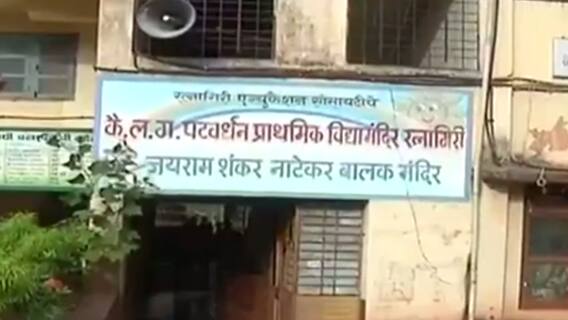 रत्नागिरी एज्युकेशन सोसायटीचे
कै. ल. ग. पटवर्धन प्राथमिक विद्यामंदिर रत्नागिरी
जयराम शंकर नाटेकर बालक मंदिर